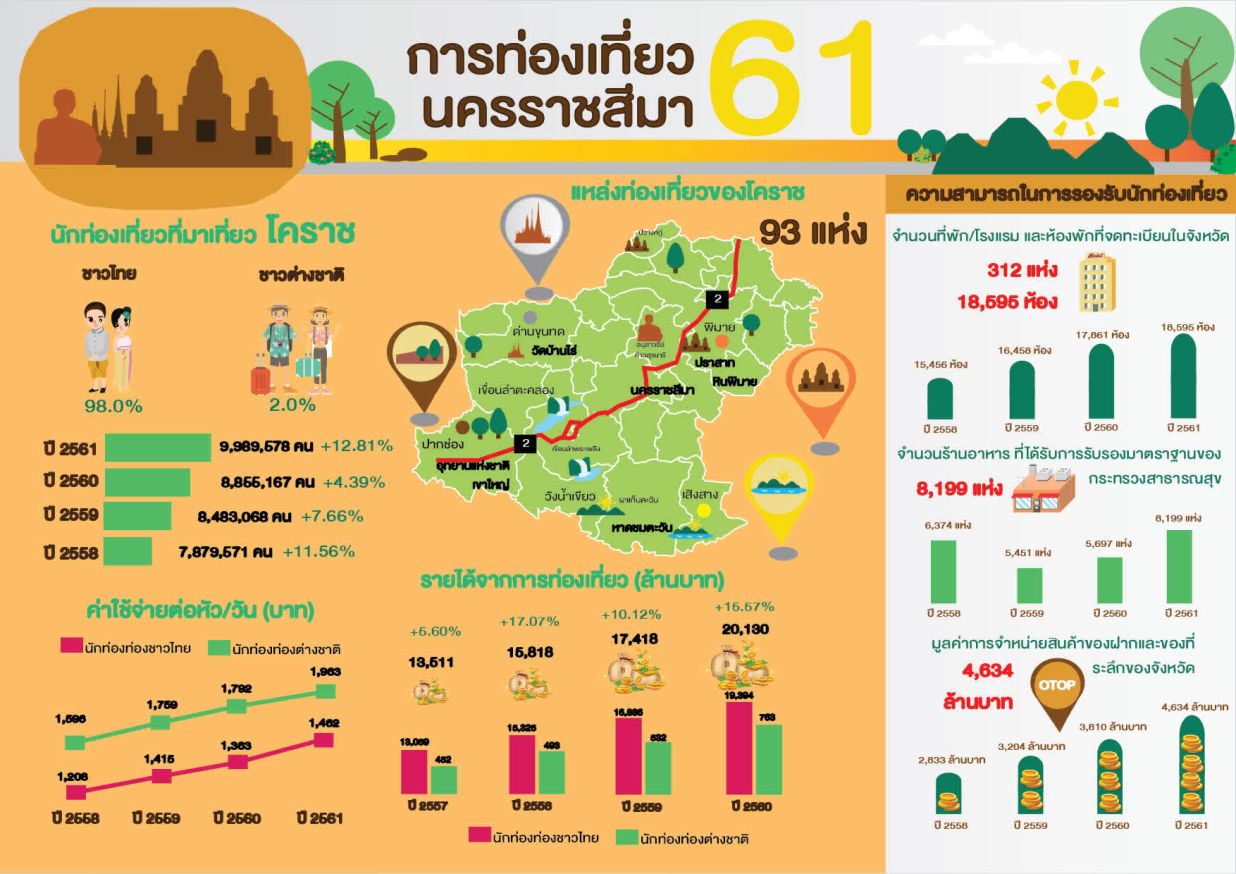 การท่องเที่ยว
นครราชสีมา
61
นักท่องเที่ยวที่มาเที่ยว โคราช
ชาวไทย
ชาวต่างชาติ
98.0%
2.0%
ปี 2561 9,989,578 คน +12.81%
ปี 2560 8,855,167 คน +4.39%
ปี 2559 8,483,068 คน +7.66%
ปี 2558 7,879,571 คน +11.56%
ค่าใช้จ่ายต่อหัว/วัน (บาท)
นักท่องท่องชาวไทย
นักท่องท่องต่างชาติ
1,596
1,759
1,792
1,963
1,208
1,415
1,363
1,462
ปี 2558
ปี 2559
ปี 2560
ปี 2561
แหล่งท่องเที่ยวของโคราช
93 แห่ง
ปรางค์กู่
2
ด่านขุนทด
วัดบ้านไร่
อนุสาวรีย์
ท้าวสุรนารี
พิมาย
ปราสาท
หินพิมาย
นครราชสีมา
เขื่อนลำตะคลอง
ปากช่อง
2
อุทยานแห่งชาติ
เขาใหญ่
เขื่อนลำพระเพลิง
วังน้ำเขียว
ผาเก็บตะวัน
เสิงสาง
หาดชมตะวัน
รายได้จากการท่องเที่ยว (ล้านบาท)
+5.60%
+17.07%
+10.12%
+15.57%
13,511
15,818
17,418
20,130
13,059
452
15,325
493
16,886
532
19,394
763
ปี 2557
ปี 2558
ปี 2559
ปี 2560
นักท่องท่องชาวไทย
นักท่องท่องต่างชาติ
ความสามารถในการรองรับนักท่องเที่ยว
จำนวนที่พัก/โรงแรม และห้องพักที่จดทะเบียนในจังหวัด
312 แห่ง
18,595 ห้อง
15,456 ห้อง
16,458 ห้อง
17,861 ห้อง
18,595 ห้อง
ปี 2558
ปี 2559
ปี 2560
ปี 2561
จำนวนร้านอาหาร ที่ได้รับการรับรองมาตราฐานของ
กระทรวงสาธารณสุข
8,199 แห่ง
6,374 แห่ง
5,451 แห่ง
5,697 แห่ง
8,199 แห่ง
ปี 2558
ปี 2559
ปี 2560
ปี 2561
มูลค่าการจำหน่ายสินค้าของฝากและของที่
ระลึกของจังหวัด
4,634
ล้านบาท
OTOP
2,833 ล้านบาท
3,204 ล้านบาท
3,810 ล้านบาท
4,634 ล้านบาท
ปี 2558
ปี 2559
ปี 2560
ปี 2561